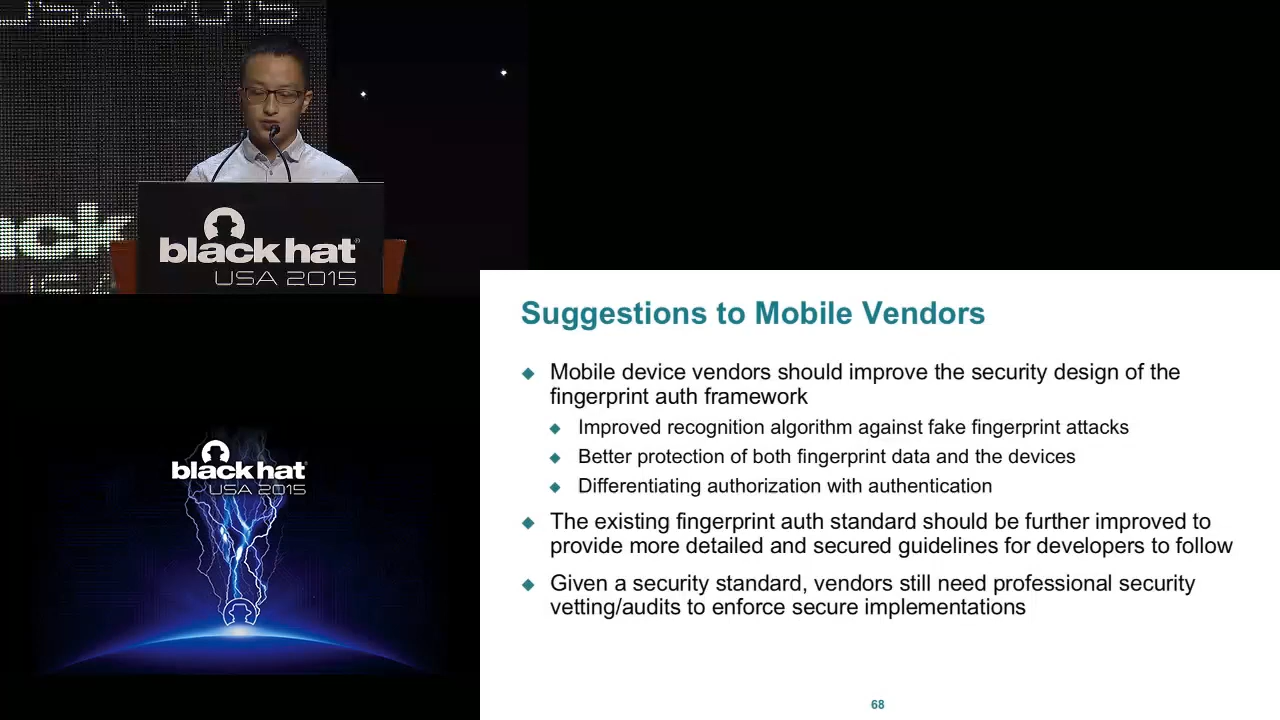 USA 2015
ack
USA
black hat
USA 2015
black hat
USA 2015
Suggestions to Mobile Vendors
Mobile device vendors should improve the security design of the
fingerprint auth framework
Improved recognition algorithm against fake fingerprint attacks
Better protection of both fingerprint data and the devices
Differentiating authorization with authentication
The existing fingerprint auth standard should be further improved to
provide more detailed and secured guidelines for developers to follow
Given a security standard, vendors still need professional security
vetting/audits to enforce secure implementations
68